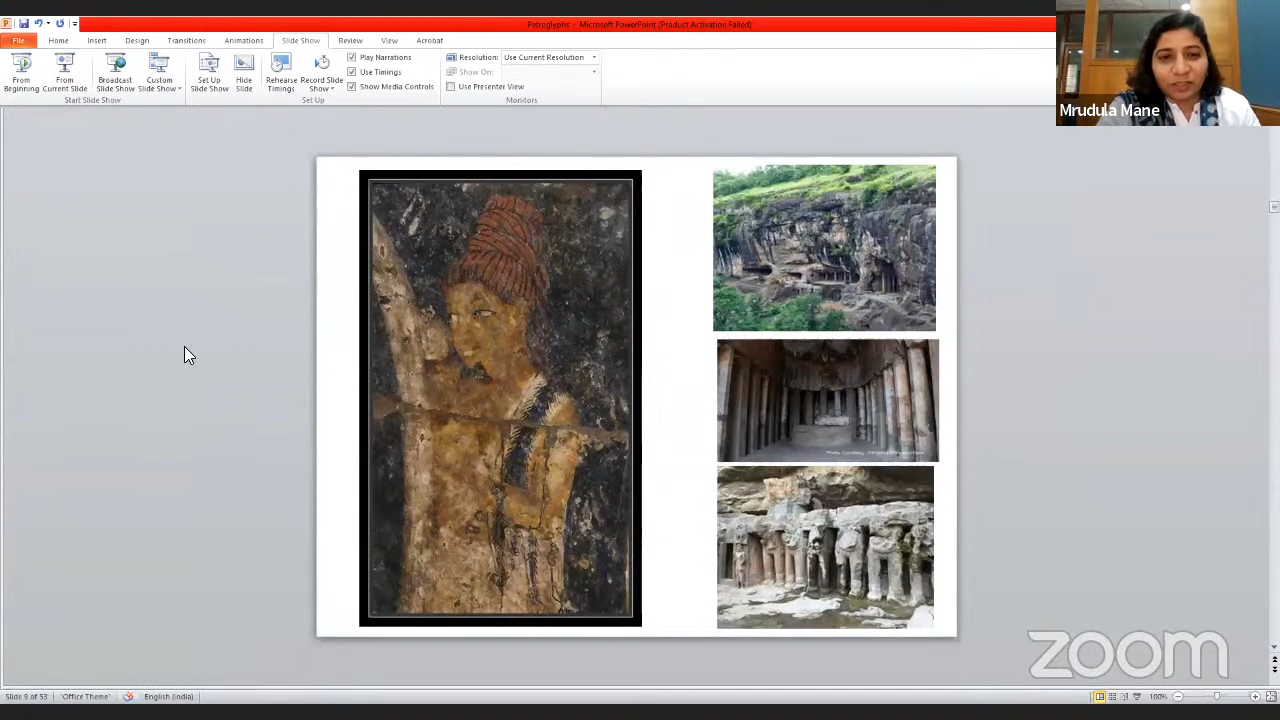 Petroglyphs - Microsoft PowerPoint (Product Activation Failed)
File Home Insert Design Transitions Animations Slide Show Review View Acrobat
From Beginning
From Current Slide
Broadcast Slide Show
Custom Slide Show
Start Slide Show
Set Up Slide Show
Hide Slide
Rehearse Timings
Record Slide Show
Play Narrations
Use Timings
Show Media Controls
Set Up
Resolution: Use Current Resolution
Show On:
Use Presenter View
Monitors
Mrudula Mane
zoom
Slide 9 of 53 "Office Theme" English (India) 100%